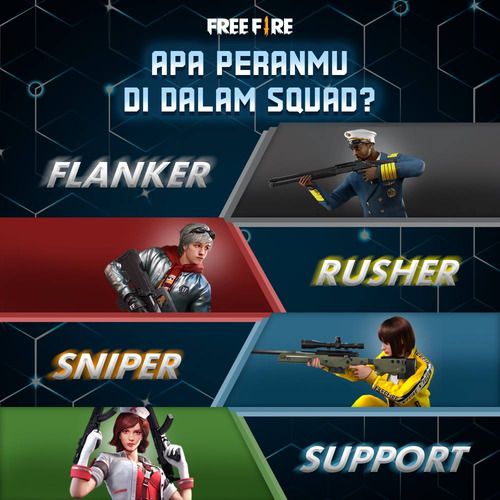 FREE FIRE
APA PERANMU
DI DALAM SQUAD?
FLANKER
RUSHER
SNIPER
SUPPORT